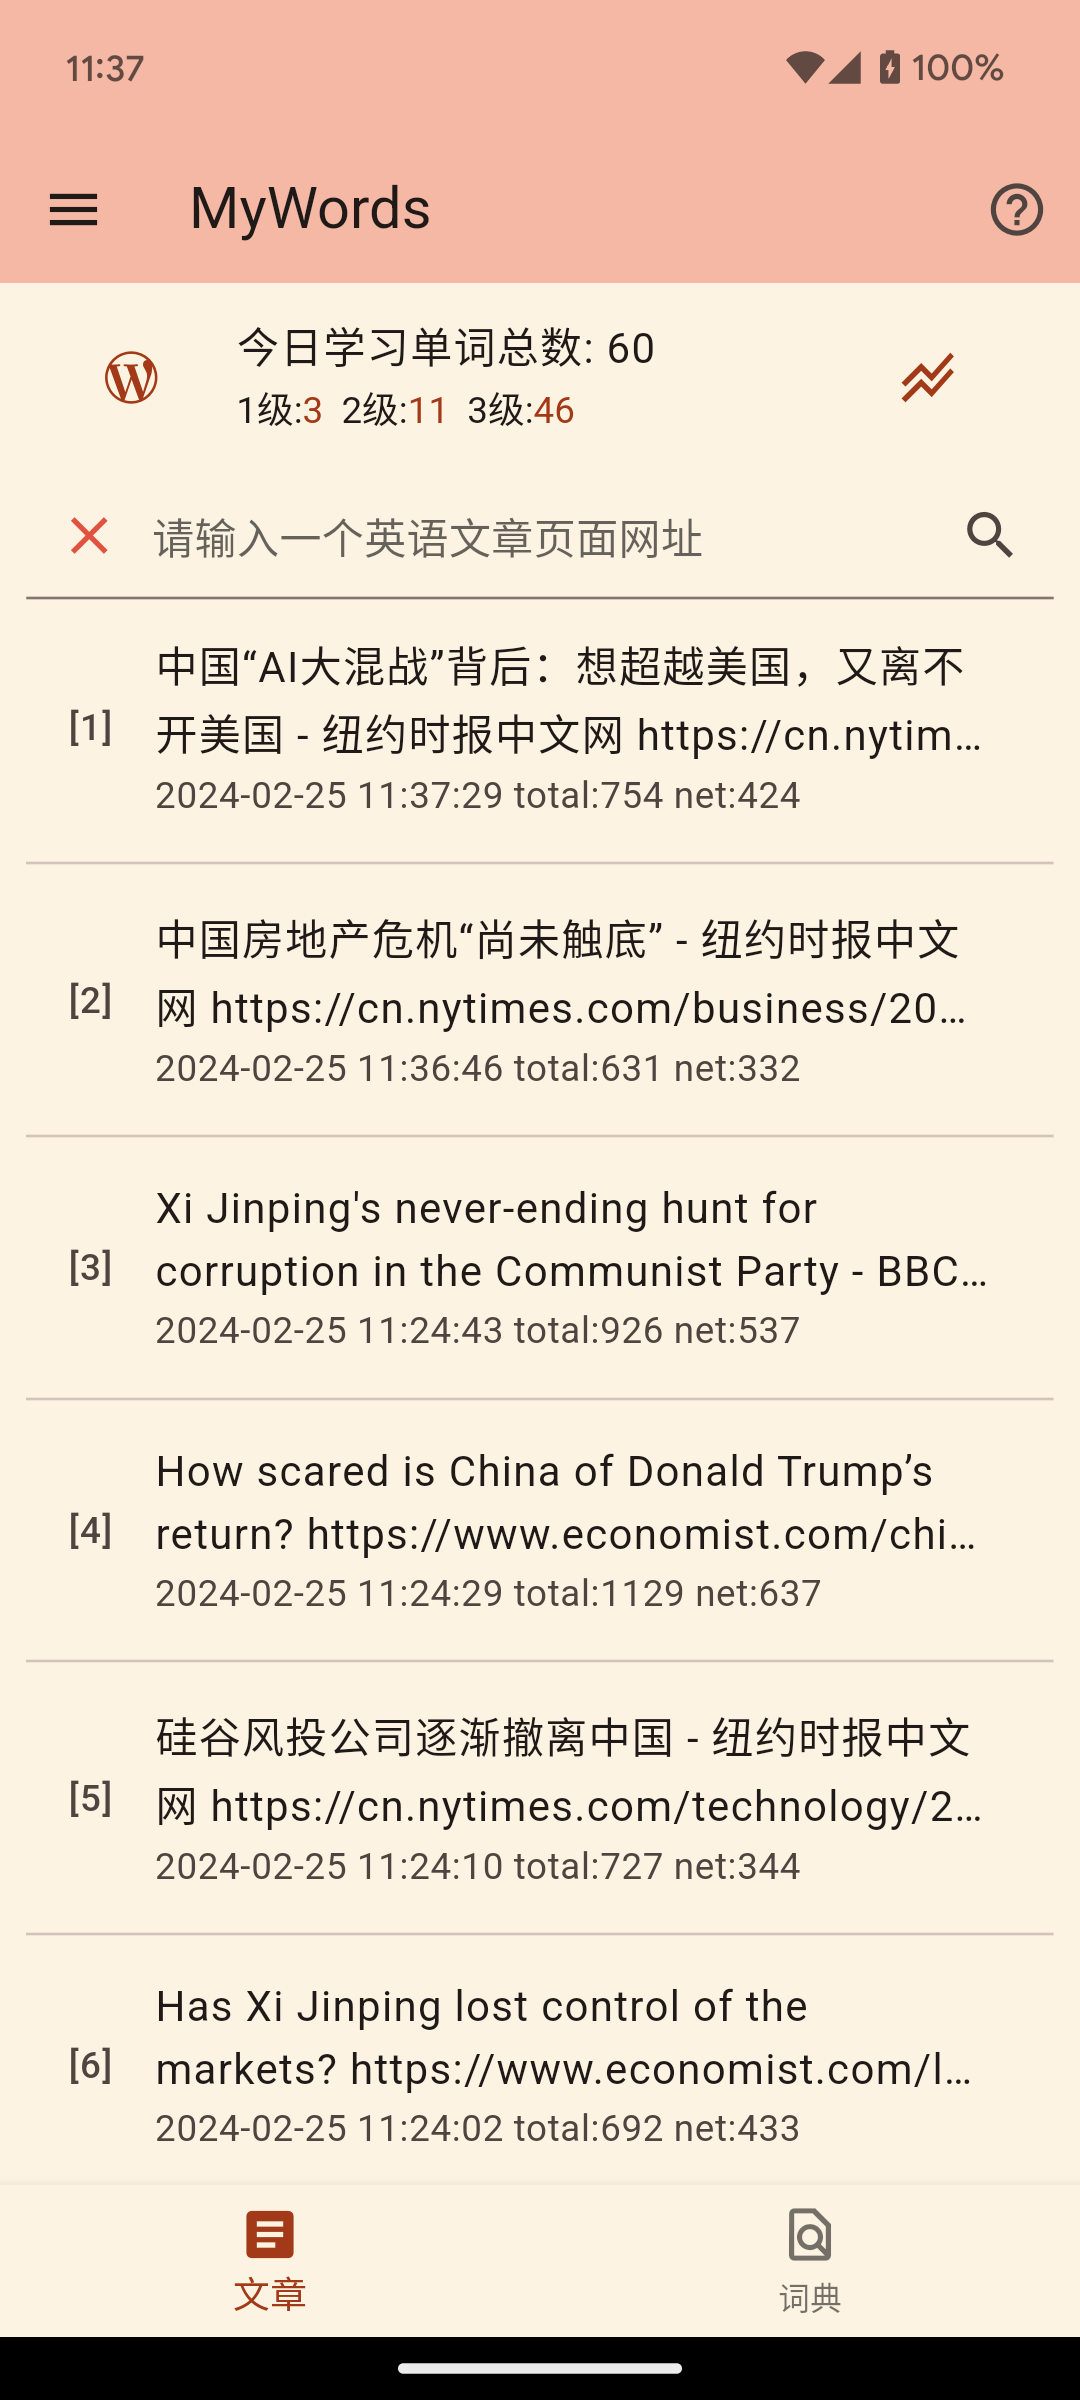 11:37
100%
MyWords
今日学习单词总数: 60
1级:3 2级:11 3级:46
请输入一个英语文章页面网址
[1]
中国“AI大混战”背后：想超越美国，又离不
开美国 - 纽约时报中文网 https://cn.nytim…
2024-02-25 11:37:29 total:754 net:424
[2]
中国房地产危机“尚未触底” - 纽约时报中文
网 https://cn.nytimes.com/business/20…
2024-02-25 11:36:46 total:631 net:332
[3]
Xi Jinping's never-ending hunt for
corruption in the Communist Party - BBC…
2024-02-25 11:24:43 total:926 net:537
[4]
How scared is China of Donald Trump’s
return? https://www.economist.com/chi…
2024-02-25 11:24:29 total:1129 net:637
[5]
硅谷风投公司逐渐撤离中国 - 纽约时报中文
网 https://cn.nytimes.com/technology/2…
2024-02-25 11:24:10 total:727 net:344
[6]
Has Xi Jinping lost control of the
markets? https://www.economist.com/l…
2024-02-25 11:24:02 total:692 net:433
文章
词典